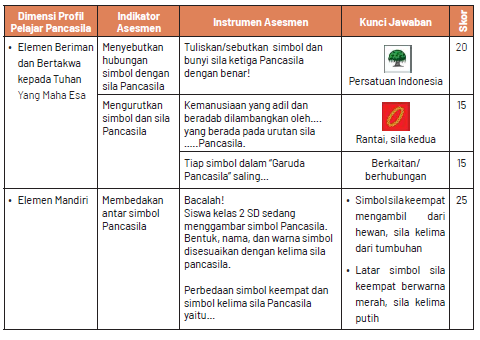 Dimensi Profil
Pelajar Pancasila
Indikator
Asesmen
Instrumen Asesmen
Kunci Jawaban
Skor
• Elemen Beriman
dan Bertakwa
kepada Tuhan
Yang Maha Esa
Menyebutkan
hubungan
simbol dengan
sila Pancasila
Tuliskan/sebutkan simbol dan
bunyi sila ketiga Pancasila
dengan benar!
Persatuan Indonesia
20
Mengurutkan
simbol dan sila
Pancasila
Kemanusiaan yang adil dan
beradab dilambangkan oleh....
yang berada pada urutan sila
.....Pancasila.
Rantai, sila kedua
15
Tiap simbol dalam “Garuda
Pancasila” saling...
Berkaitan/
berhubungan
15
• Elemen Mandiri
Membedakan
antar simbol
Pancasila
Bacalah!
Siswa kelas 2 SD sedang
menggambar simbol Pancasila.
Bentuk, nama, dan warna simbol
disesuaikan dengan kelima sila
pancasila.
Perbedaan simbol keempat dan
simbol kelima sila Pancasila
yaitu...
• Simbol sila keempat
mengambil dari
hewan, sila kelima
dari tumbuhan
• Latar simbol sila
keempat berwarna
merah, sila kelima
putih
25